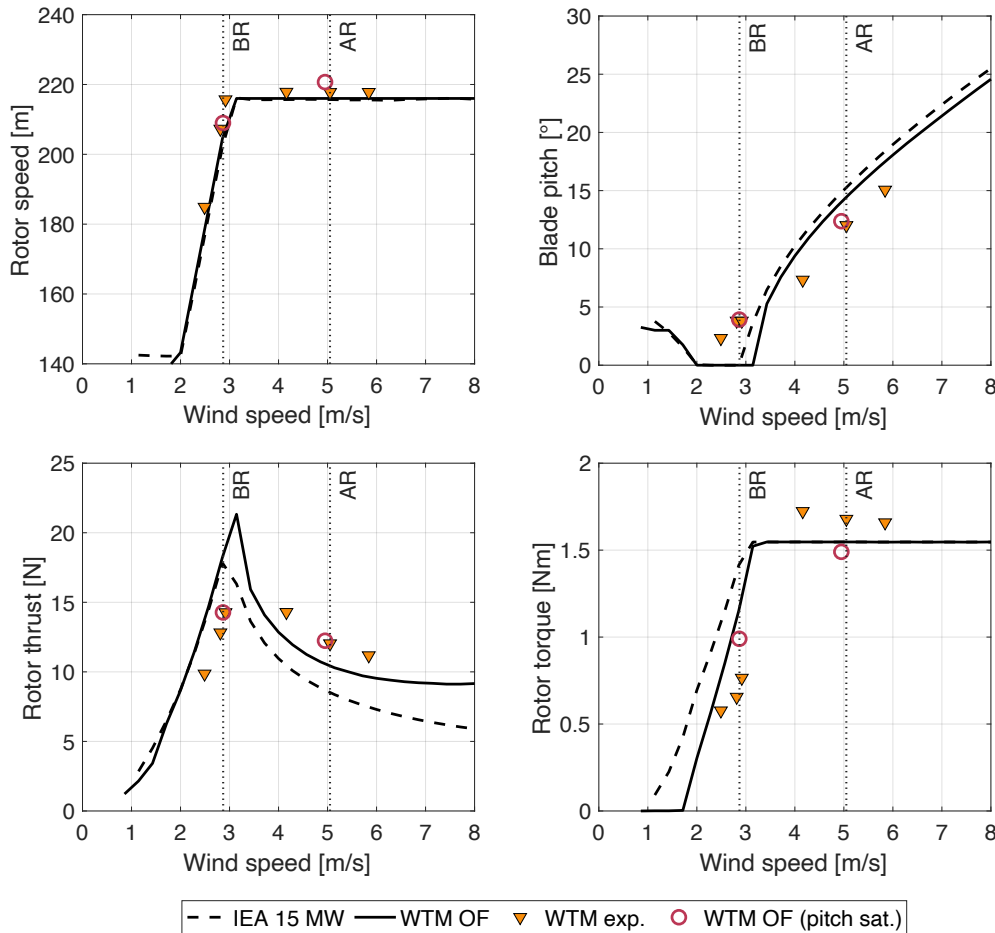 240
220
200
180
160
140
Rotor speed [m]
BR
AR
0 1 2 3 4 5 6 7 8
Wind speed [m/s]
30
25
20
15
10
5
0
Blade pitch [°]
BR
AR
0 1 2 3 4 5 6 7 8
Wind speed [m/s]
25
20
15
10
5
0
Rotor thrust [N]
BR
AR
0 1 2 3 4 5 6 7 8
Wind speed [m/s]
2
1.5
1
0.5
0
Rotor torque [Nm]
BR
AR
0 1 2 3 4 5 6 7 8
Wind speed [m/s]
IEA 15 MW WTM OF WTM exp. WTM OF (pitch sat.)